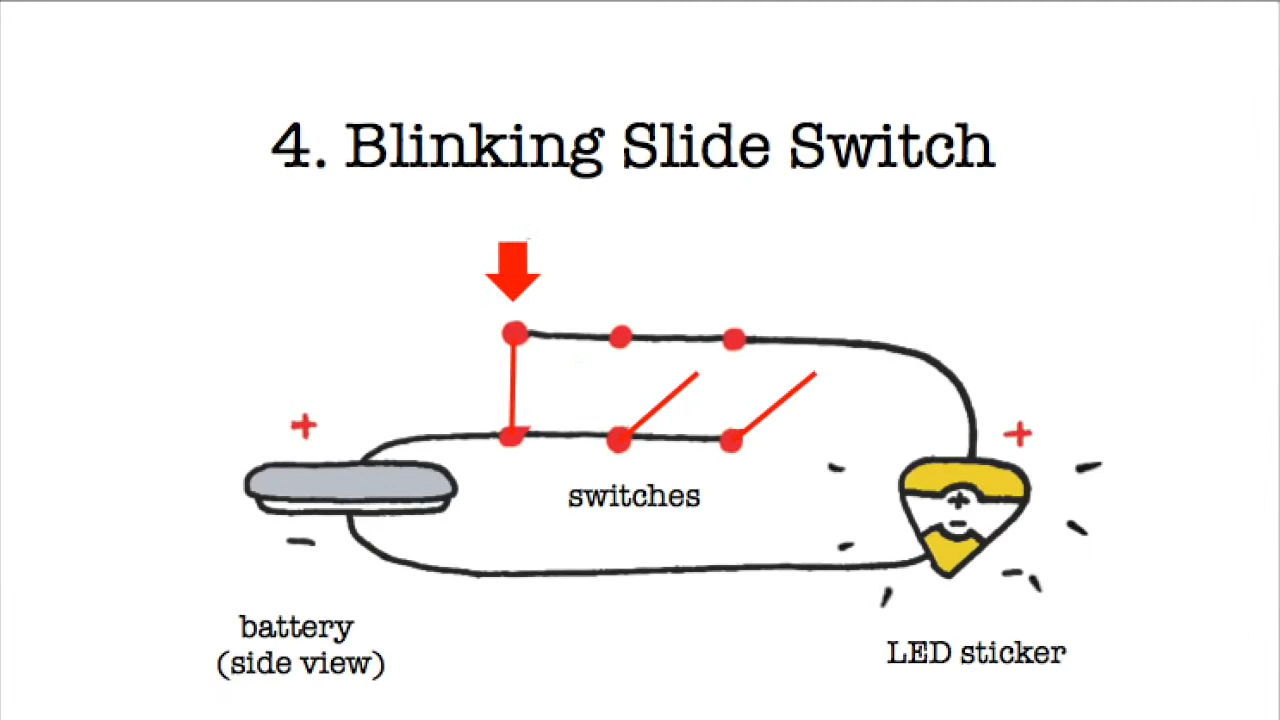 4. Blinking Slide Switch
+
+
switches
+
-
-
battery
(side view)
LED sticker